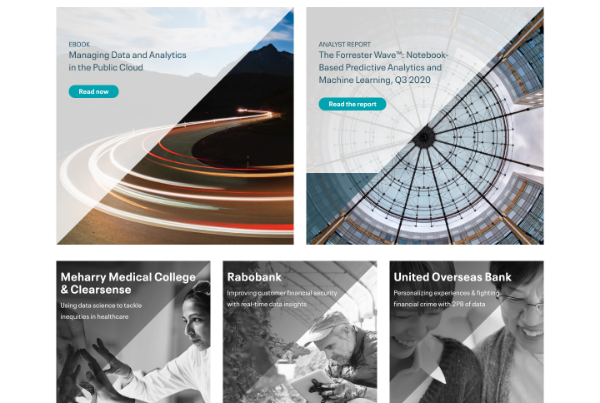 EBOOK
Managing Data and Analytics
in the Public Cloud
Read now
ANALYST REPORT
The Forrester Wave™: Notebook-
Based Predictive Analytics and
Machine Learning, Q3 2020
Read the report
Meharry Medical College
& Clearsense
Using data science to tackle
inequities in healthcare
Rabobank
Improving customer financial security
with real-time data insights
United Overseas Bank
Personalizing experiences & fighting
financial crime with 2PB of data